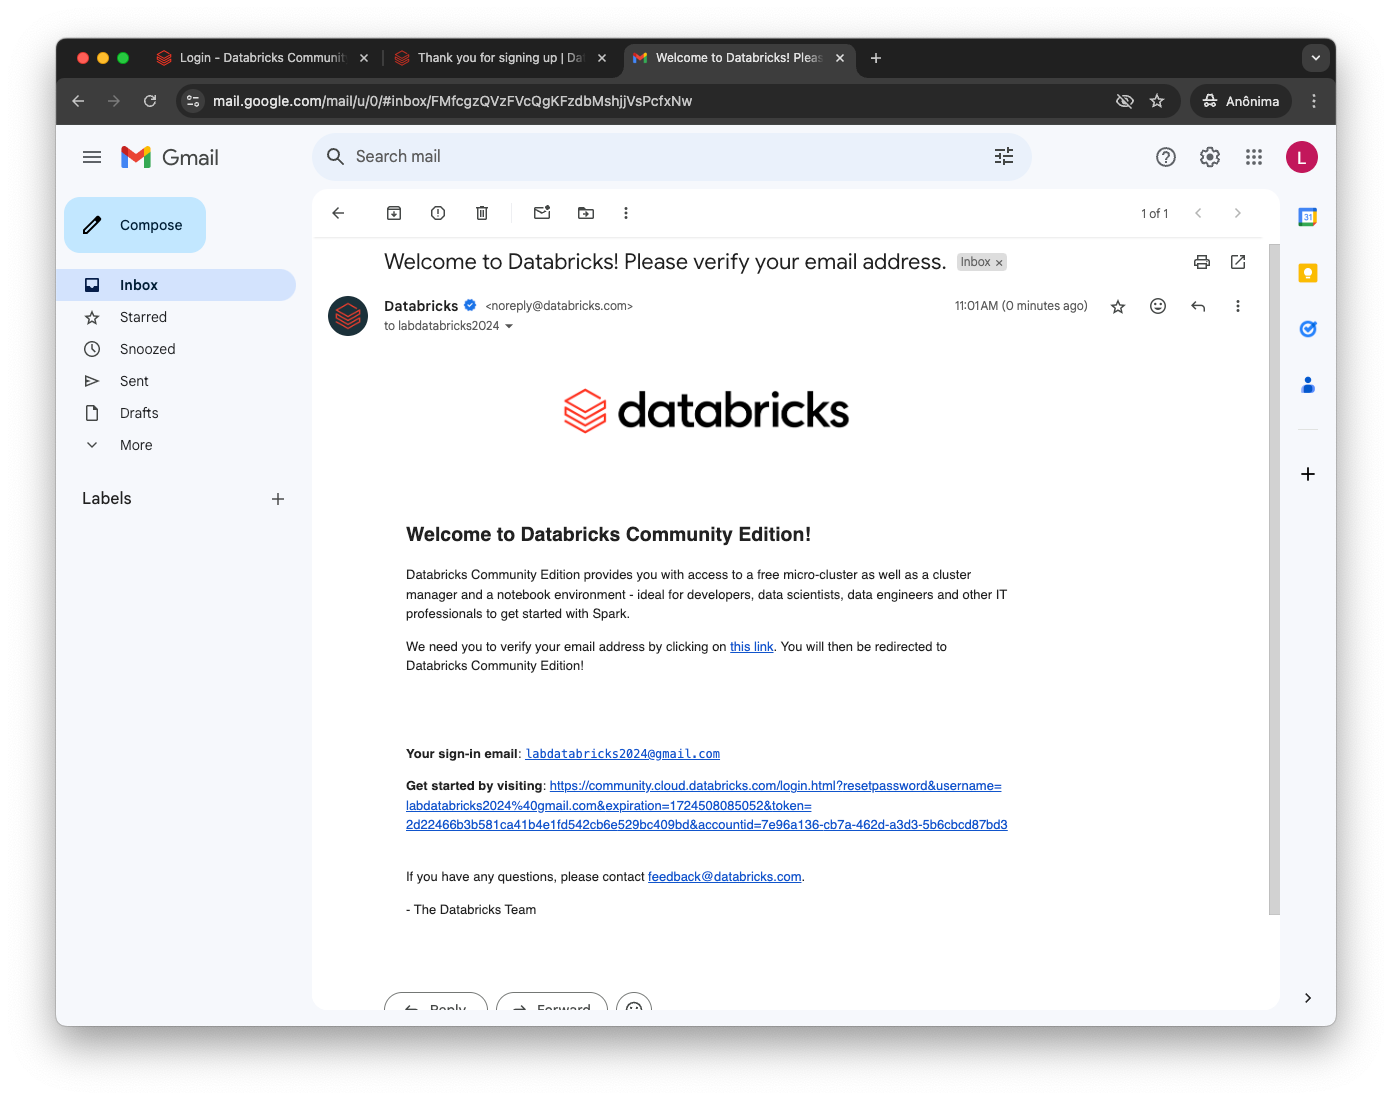 Login - Databricks Communit
Thank you for signing up | Da
Welcome to Databricks! Pleas
mail.google.com/mail/u/0/#inbox/FMfcgzQVzFVcQgKFzdbMshjjVsPcfxNw
Anônima
Gmail
Search mail
L
Compose
1 of 1
31
Inbox
Starred
Snoozed
Sent
Drafts
More
Labels
Welcome to Databricks! Please verify your email address.
Inbox ×
Databricks <noreply@databricks.com>
11:01 AM (0 minutes ago)
to labdatabricks2024
databricks
Welcome to Databricks Community Edition!
Databricks Community Edition provides you with access to a free micro-cluster as well as a cluster
manager and a notebook environment - ideal for developers, data scientists, data engineers and other IT
professionals to get started with Spark.
We need you to verify your email address by clicking on this link. You will then be redirected to
Databricks Community Edition!
Your sign-in email: labdatabricks2024@gmail.com
Get started by visiting: https://community.cloud.databricks.com/login.html?resetpassword&username=
labdatabricks2024%40gmail.com&expiration=1724508085052&token=
2d22466b3b581ca41b4e1fd542cb6e529bc409bd&accountid=7e96a136-cb7a-462d-a3d3-5b6cbcd87bd3
If you have any questions, please contact feedback@databricks.com.
- The Databricks Team
Reply
Forward